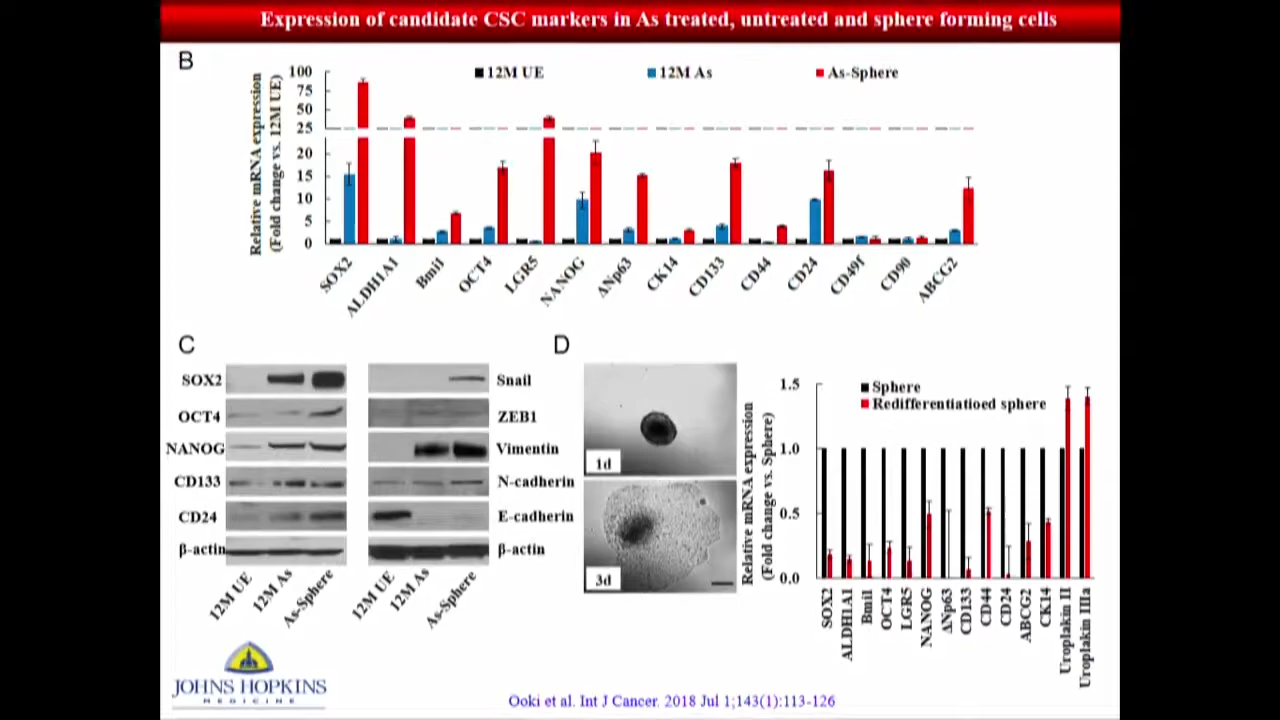 Expression of candidate CSC markers in As treated, untreated and sphere forming cells
B
Relative mRNA expression
(Fold change vs. 12M UE)
12M UE
12M As
As-Sphere
100
75
50
25
20
15
10
5
0
SOX2
ALDH1A1
Bmi1
OCT4
LGR5
NANOG
ΔNp63
CK14
CD133
CD44
CD24
CD49f
CD90
ABCG2
C
SOX2
OCT4
NANOG
CD133
CD24
β-actin
12M UE
12M As
As-Sphere
Snail
ZEB1
Vimentin
N-cadherin
E-cadherin
β-actin
12M UE
12M As
As-Sphere
D
1d
3d
Relative mRNA expression
(Fold change vs. Sphere)
Sphere
Redifferentiatioed sphere
1.5
1.0
0.5
0.0
SOX2
ALDH1A1
Bmi1
OCT4
LGR5
NANOG
ΔNp63
CD133
CD44
CD24
ABCG2
CK14
Uroplakin II
Uroplakin IIIa
JOHNS HOPKINS
MEDICINE
Ooki et al. Int J Cancer. 2018 Jul 1;143(1):113-126